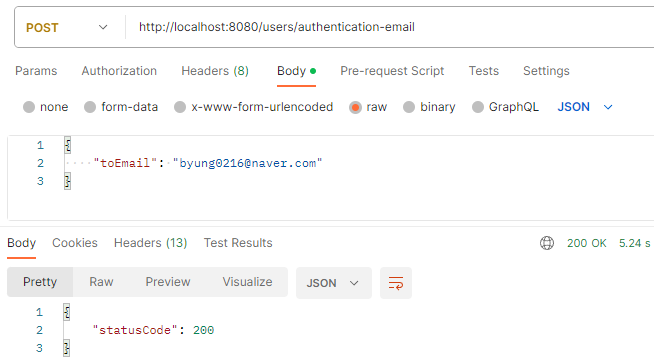 POST http://localhost:8080/users/authentication-email
Params Authorization Headers (8) Body Pre-request Script Tests Settings
none form-data x-www-form-urlencoded raw binary GraphQL JSON
1 {
2 ····"toEmail":·"byung0216@naver.com"
3 }
Body Cookies Headers (13) Test Results 200 OK 5.24 s
Pretty Raw Preview Visualize JSON
1 {
2 "statusCode": 200
3 }